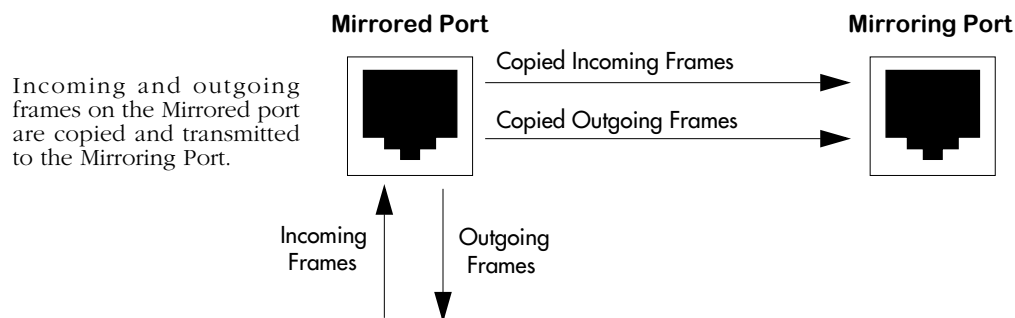 Mirrored Port
Mirroring Port
Incoming and outgoing
frames on the Mirrored port
are copied and transmitted
to the Mirroring Port.
Copied Incoming Frames
Copied Outgoing Frames
Incoming
Frames
Outgoing
Frames